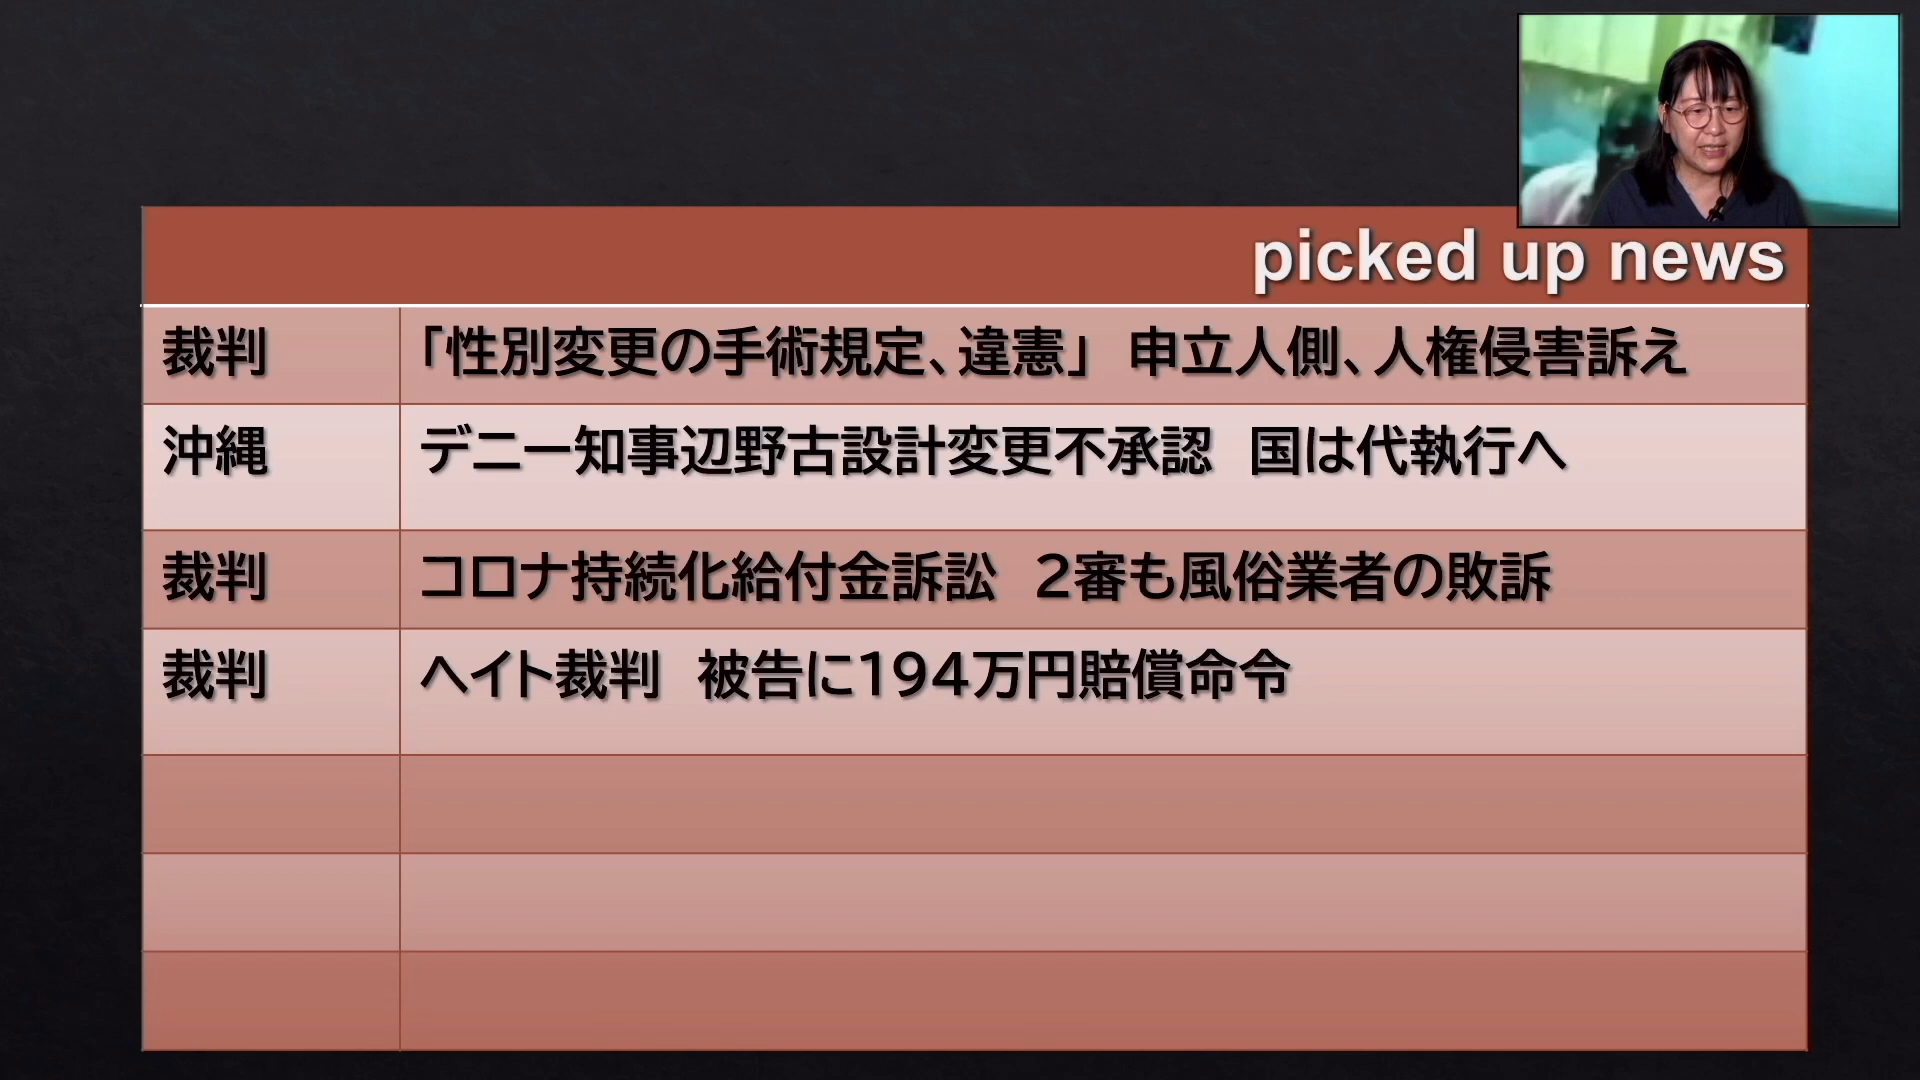 picked up news
裁判 「性別変更の手術規定、違憲」 申立人側、人権侵害訴え
沖縄 デニー知事辺野古設計変更不承認 国は代執行へ
裁判 コロナ持続化給付金訴訟 2審も風俗業者の敗訴
裁判 ヘイト裁判 被告に194万円賠償命令